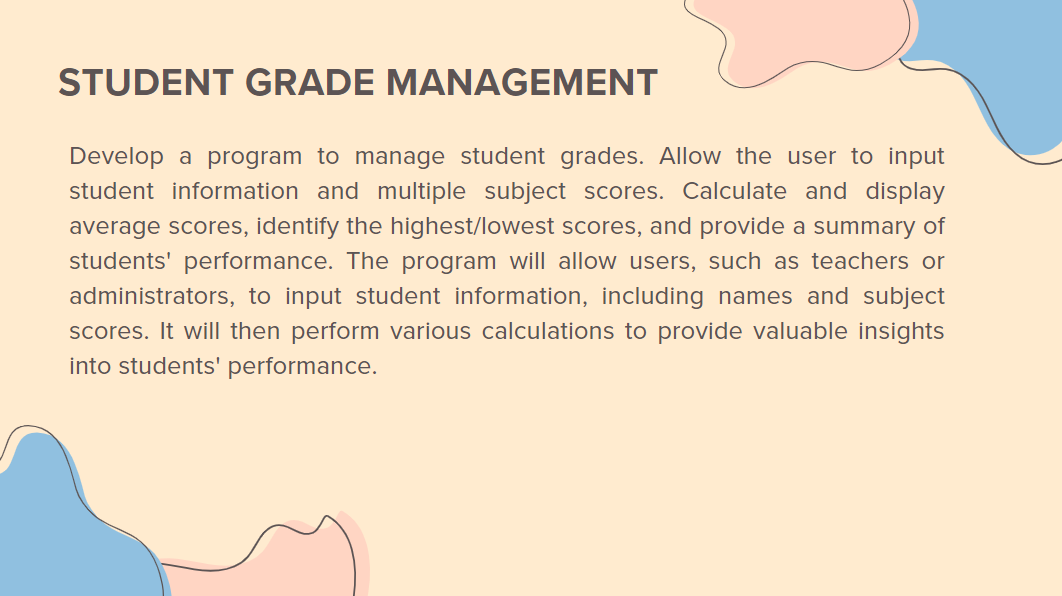 STUDENT GRADE MANAGEMENT
Develop a program to manage student grades. Allow the user to input
student information and multiple subject scores. Calculate and display
average scores, identify the highest/lowest scores, and provide a summary of
students' performance. The program will allow users, such as teachers or
administrators, to input student information, including names and subject
scores. It will then perform various calculations to provide valuable insights
into students' performance.